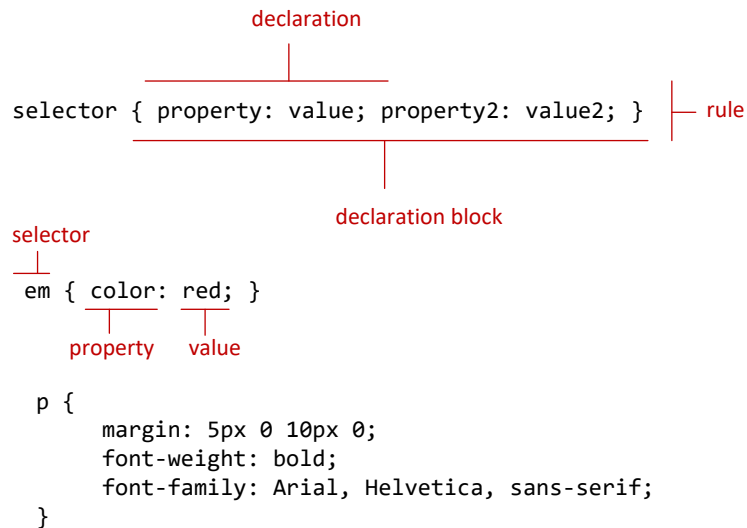 declaration
selector { property: value; property2: value2; }
rule
declaration block
selector
em { color: red; }
property value
p {
margin: 5px 0 10px 0;
font-weight: bold;
font-family: Arial, Helvetica, sans-serif;
}